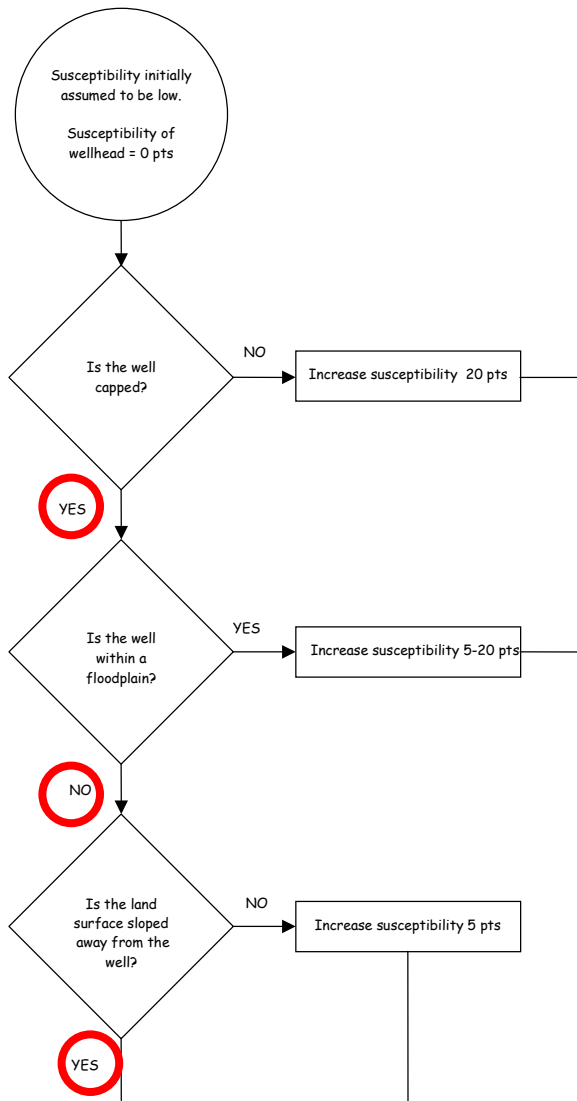 Susceptibility initially
assumed to be low.
Susceptibility of
wellhead = 0 pts
Is the well
capped?
NO
Increase susceptibility 20 pts
YES
Is the well
within a
floodplain?
YES
Increase susceptibility 5-20 pts
NO
Is the land
surface sloped
away from the
well?
NO
Increase susceptibility 5 pts
YES